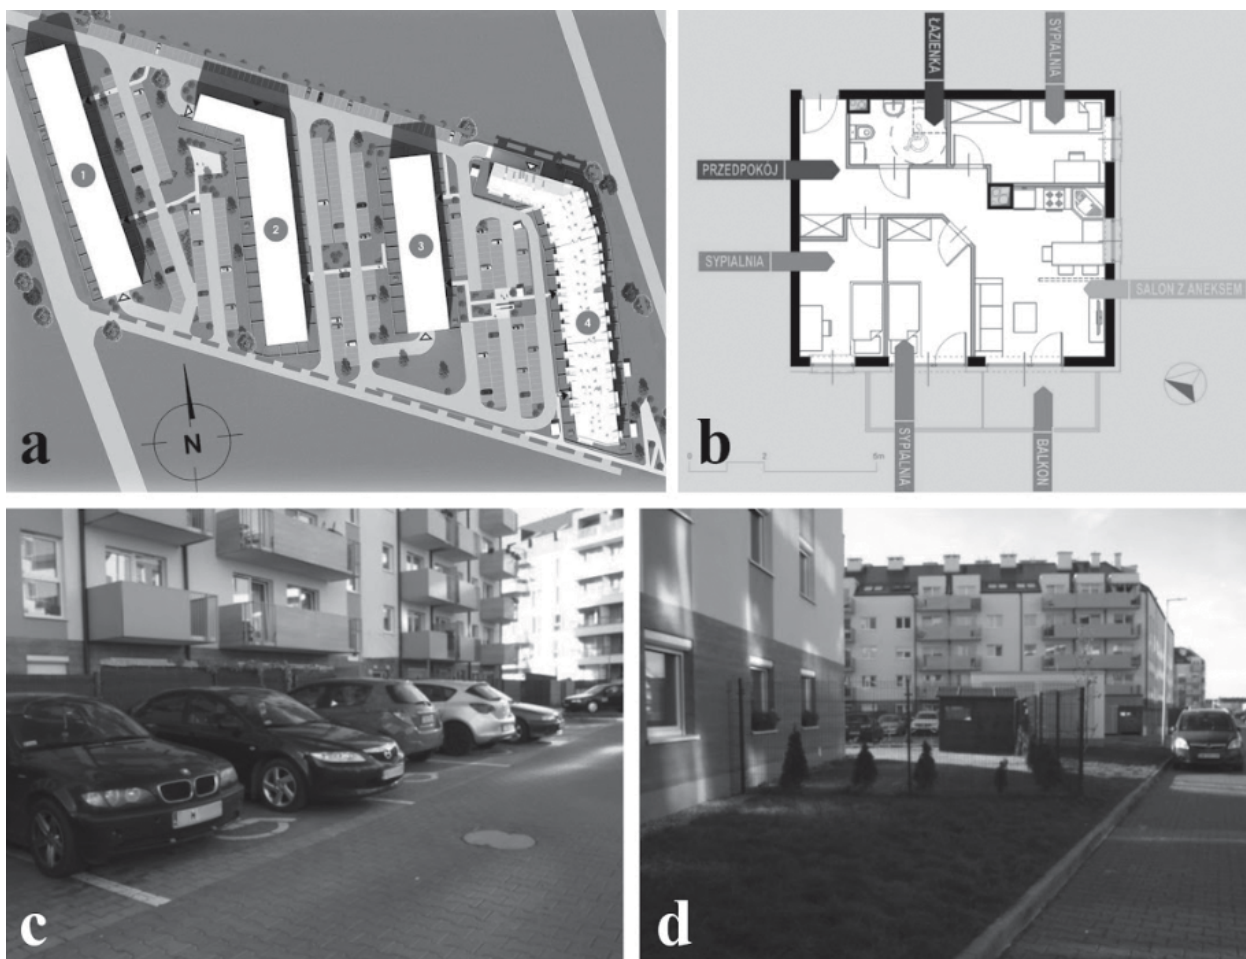 1
2
3
4
N
a
ŁAZIENKA
SYPIALNIA
PRZEDPOKÓJ
SYPIALNIA
SALON Z ANEKSEM
SYPIALNIA
BALKON
0 2 5m
b
c
d